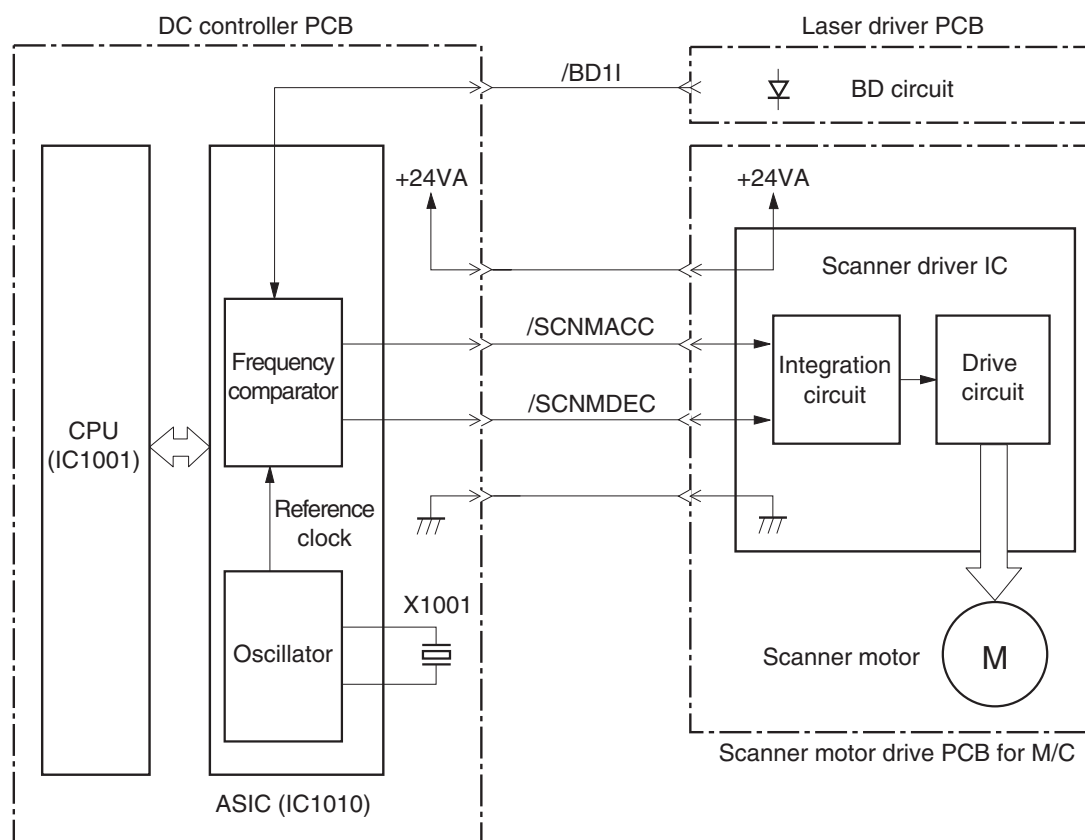 DC controller PCB
Laser driver PCB
/BD1I
BD circuit
+24VA
+24VA
Scanner driver IC
/SCNMACC
Frequency
comparator
Integration
circuit
Drive
circuit
/SCNMDEC
CPU
(IC1001)
Reference
clock
X1001
Oscillator
Scanner motor
M
Scanner motor drive PCB for M/C
ASIC (IC1010)